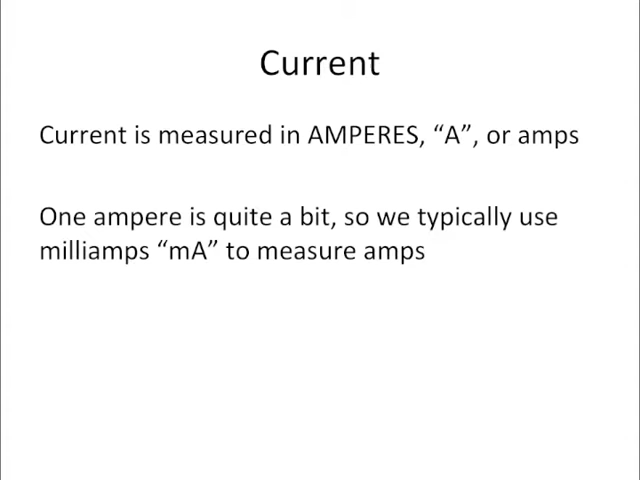 Current
Current is measured in AMPERES, “A”, or amps
One ampere is quite a bit, so we typically use
milliamps “mA” to measure amps